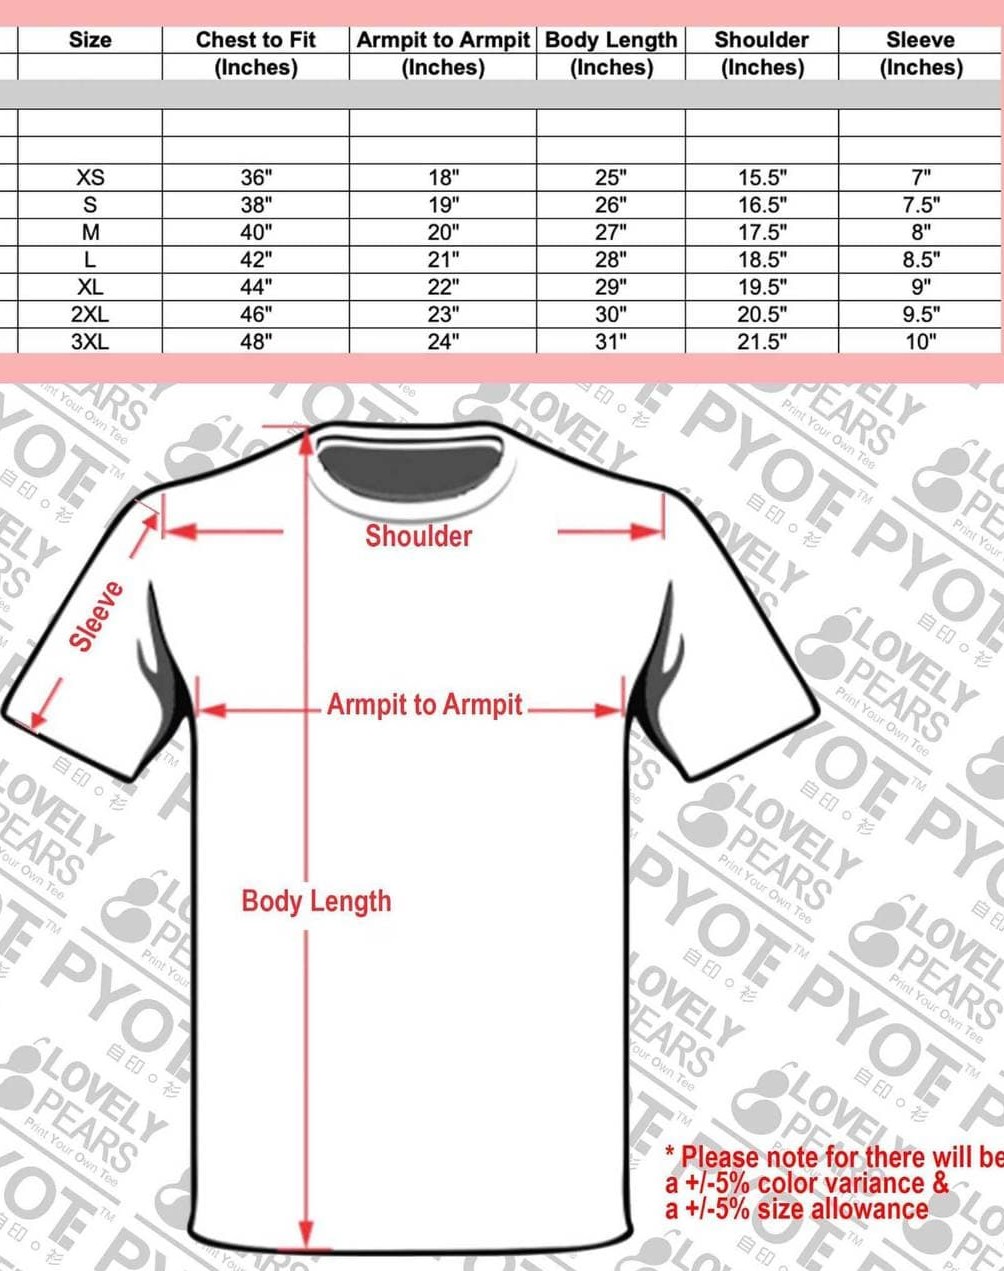 Size Chest to Fit Armpit to Armpit Body Length Shoulder Sleeve
(Inches) (Inches) (Inches) (Inches) (Inches)
XS 36" 18" 25" 15.5" 7"
S 38" 19" 26" 16.5" 7.5"
M 40" 20" 27" 17.5" 8"
L 42" 21" 28" 18.5" 8.5"
XL 44" 22" 29" 19.5" 9"
2XL 46" 23" 30" 20.5" 9.5"
3XL 48" 24" 31" 21.5" 10"
Shoulder
Sleeve
Armpit to Armpit
Body Length
* Please note for there will be
a +/-5% color variance &
a +/-5% size allowance
LOVELY
PEARS
Print Your Own Tee
PYOT™
自印○衫